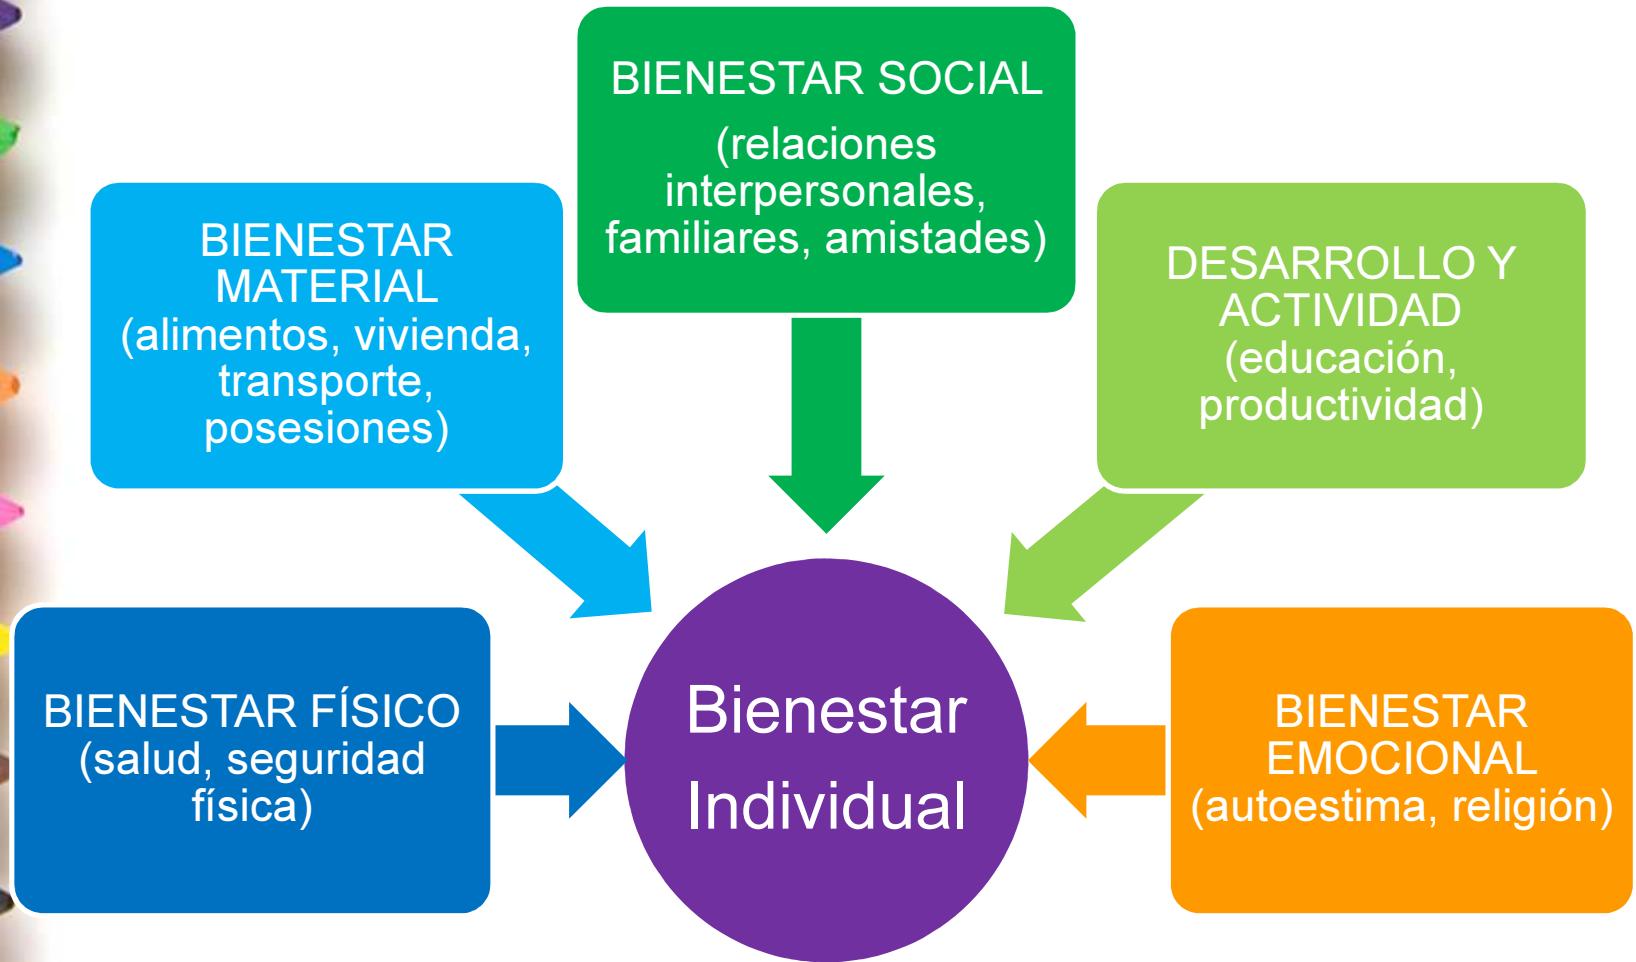 BIENESTAR SOCIAL
(relaciones
interpersonales,
familiares, amistades)
BIENESTAR
MATERIAL
(alimentos, vivienda,
transporte,
posesiones)
DESARROLLO Y
ACTIVIDAD
(educación,
productividad)
BIENESTAR FÍSICO
(salud, seguridad
física)
Bienestar
Individual
BIENESTAR
EMOCIONAL
(autoestima, religión)